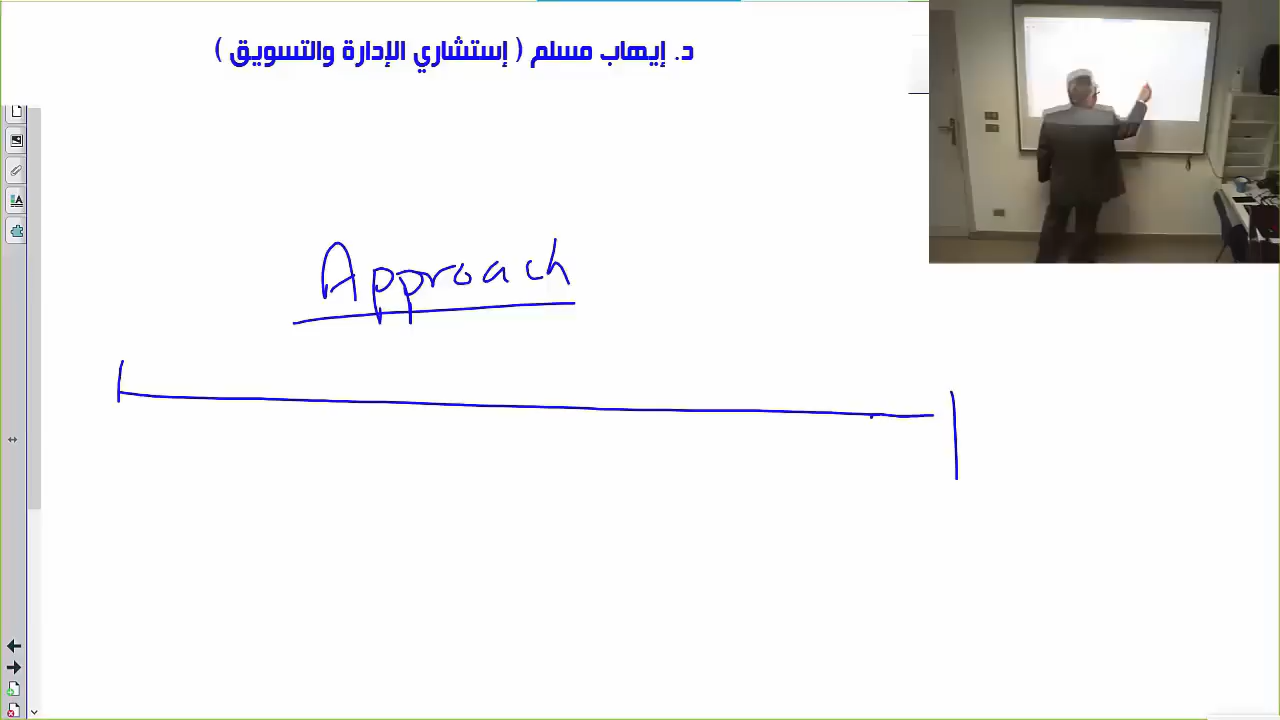 د. إيهاب مسلم ( إستشاري الإدارة والتسويق )
Approach